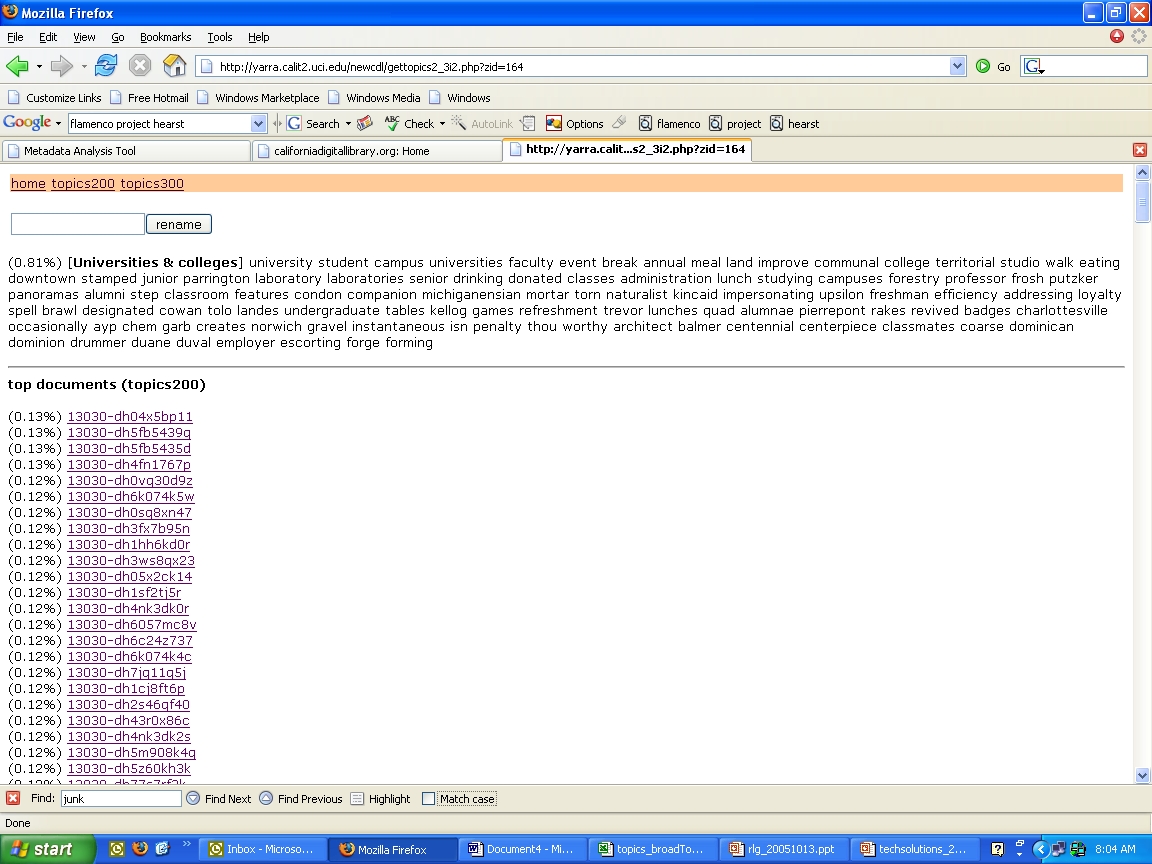 Mozilla Firefox
File Edit View Go Bookmarks Tools Help
http://yarra.calit2.uci.edu/newcdl/gettopics2_3i2.php?zid=164 Go G
Customize Links Free Hotmail Windows Marketplace Windows Media Windows
Google flamenco project hearst G Search ABC Check AutoLink Options flamenco project hearst
Metadata Analysis Tool californiadigitallibrary.org: Home http://yarra.calit...s2_3i2.php?zid=164
home topics200 topics300
rename
(0.81%) [Universities & colleges] university student campus universities faculty event break annual meal land improve communal college territorial studio walk eating
downtown stamped junior parrington laboratory laboratories senior drinking donated classes administration lunch studying campuses forestry professor frosh putzker
panoramas alumni step classroom features condon companion michiganensian mortar torn naturalist kincaid impersonating upsilon freshman efficiency addressing loyalty
spell brawl designated cowan tolo landes undergraduate tables kellog games refreshment trevor lunches quad alumnae pierrepont rakes revived badges charlottesville
occasionally ayp chem garb creates norwich gravel instantaneous isn penalty thou worthy architect balmer centennial centerpiece classmates coarse dominican
dominion drummer duane duval employer escorting forge forming
top documents (topics200)
(0.13%) 13030-dh04x5bp11
(0.13%) 13030-dh5fb5439q
(0.13%) 13030-dh5fb5435d
(0.13%) 13030-dh4fn1767p
(0.12%) 13030-dh0vq30d9z
(0.12%) 13030-dh6k074k5w
(0.12%) 13030-dh0sq8xn47
(0.12%) 13030-dh3fx7b95n
(0.12%) 13030-dh1hh6kd0r
(0.12%) 13030-dh3ws8qx23
(0.12%) 13030-dh05x2ck14
(0.12%) 13030-dh1sf2tj5r
(0.12%) 13030-dh4nk3dk0r
(0.12%) 13030-dh6057mc8v
(0.12%) 13030-dh6c24z737
(0.12%) 13030-dh6k074k4c
(0.12%) 13030-dh7jq11q5j
(0.12%) 13030-dh1cj8ft6p
(0.12%) 13030-dh2s46qf40
(0.12%) 13030-dh43r0x86c
(0.12%) 13030-dh4nk3dk2s
(0.12%) 13030-dh5m908k4q
(0.12%) 13030-dh5z60kh3k
Find: junk Find Next Find Previous Highlight Match case
Done
start Inbox - Microso... Mozilla Firefox Document4 - Mi... topics_broadTo... rlg_20051013.ppt techsolutions_2... 8:04 AM